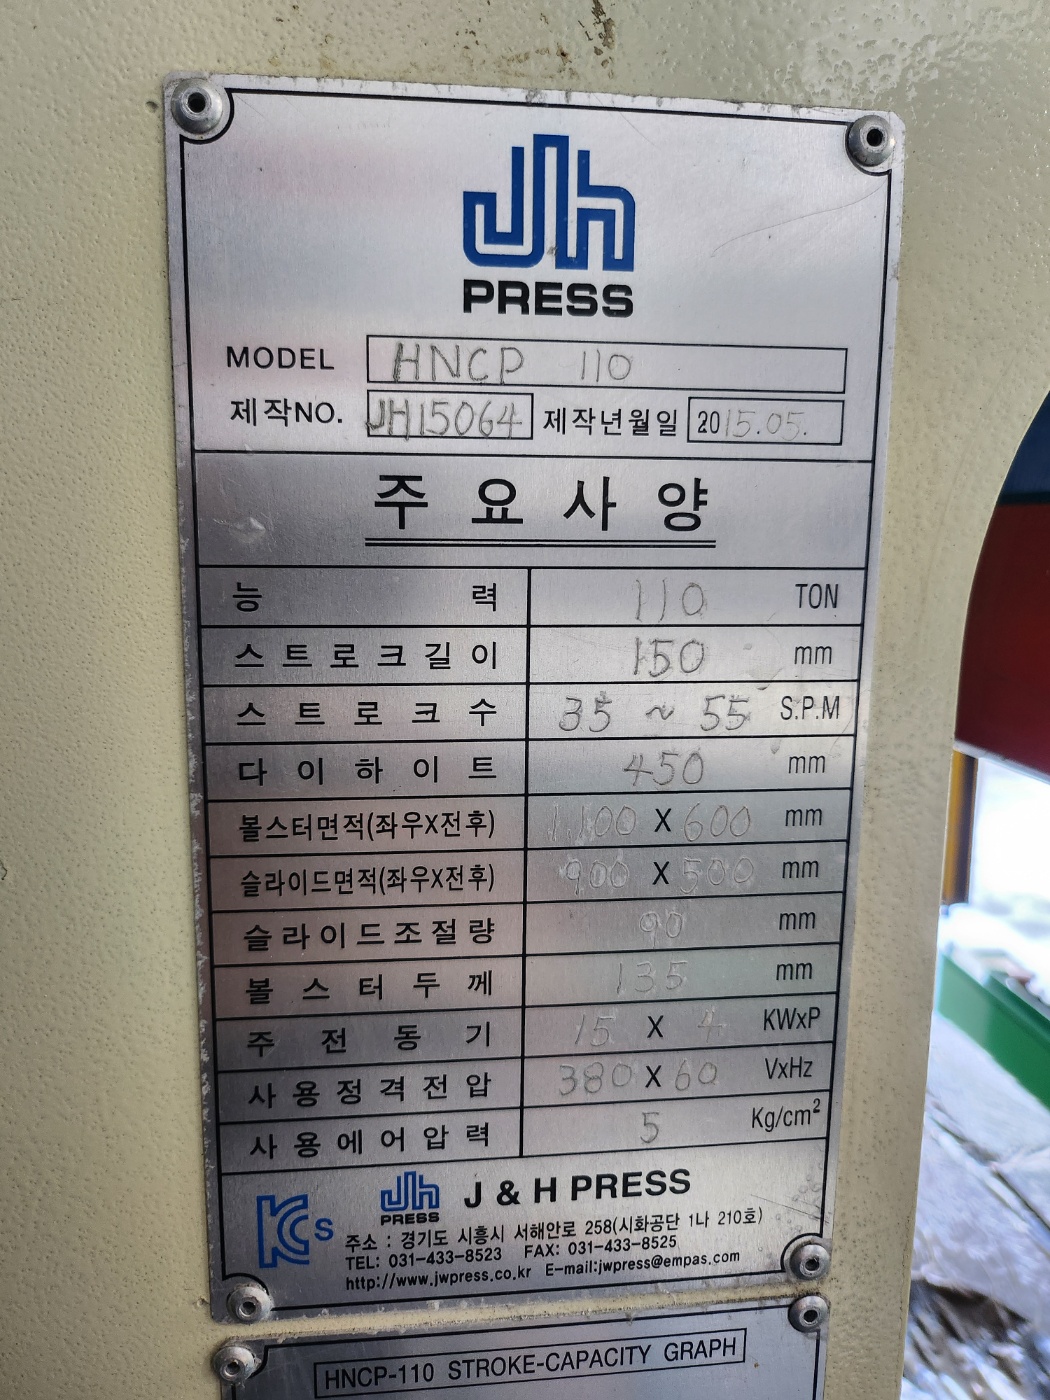 Jh
PRESS
MODEL HNCP 110
제작NO. JH15064 제작년월일 2015.05.
주요사양
능력 110 TON
스트로크길이 150 mm
스트로크수 35 ~ 55 S.P.M
다이하이트 450 mm
볼스터면적(좌우X전후) 1,100 X 600 mm
슬라이드면적(좌우X전후) 900 X 500 mm
슬라이드조절량 90 mm
볼스터두께 135 mm
주전동기 15 X 4 KWxP
사용정격전압 380 X 60 VxHz
사용에어압력 5 Kg/cm²
KCs Jh PRESS J & H PRESS
주소 : 경기도 시흥시 서해안로 258(시화공단 1나 210호)
TEL: 031-433-8523 FAX: 031-433-8525
http://www.jwpress.co.kr E-mail:jwpress@empas.com
HNCP-110 STROKE-CAPACITY GRAPH